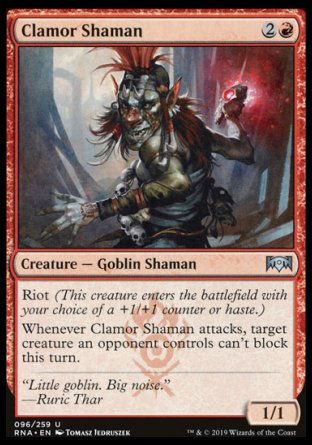 Clamor Shaman 2
Creature — Goblin Shaman
Riot (This creature enters the battlefield with
your choice of a +1/+1 counter or haste.)
Whenever Clamor Shaman attacks, target
creature an opponent controls can't block
this turn.
"Little goblin. Big noise."
—Ruric Thar
1/1
096/259 U
RNA • EN Tomasz Jedruszek
™ & © 2019 Wizards of the Coast